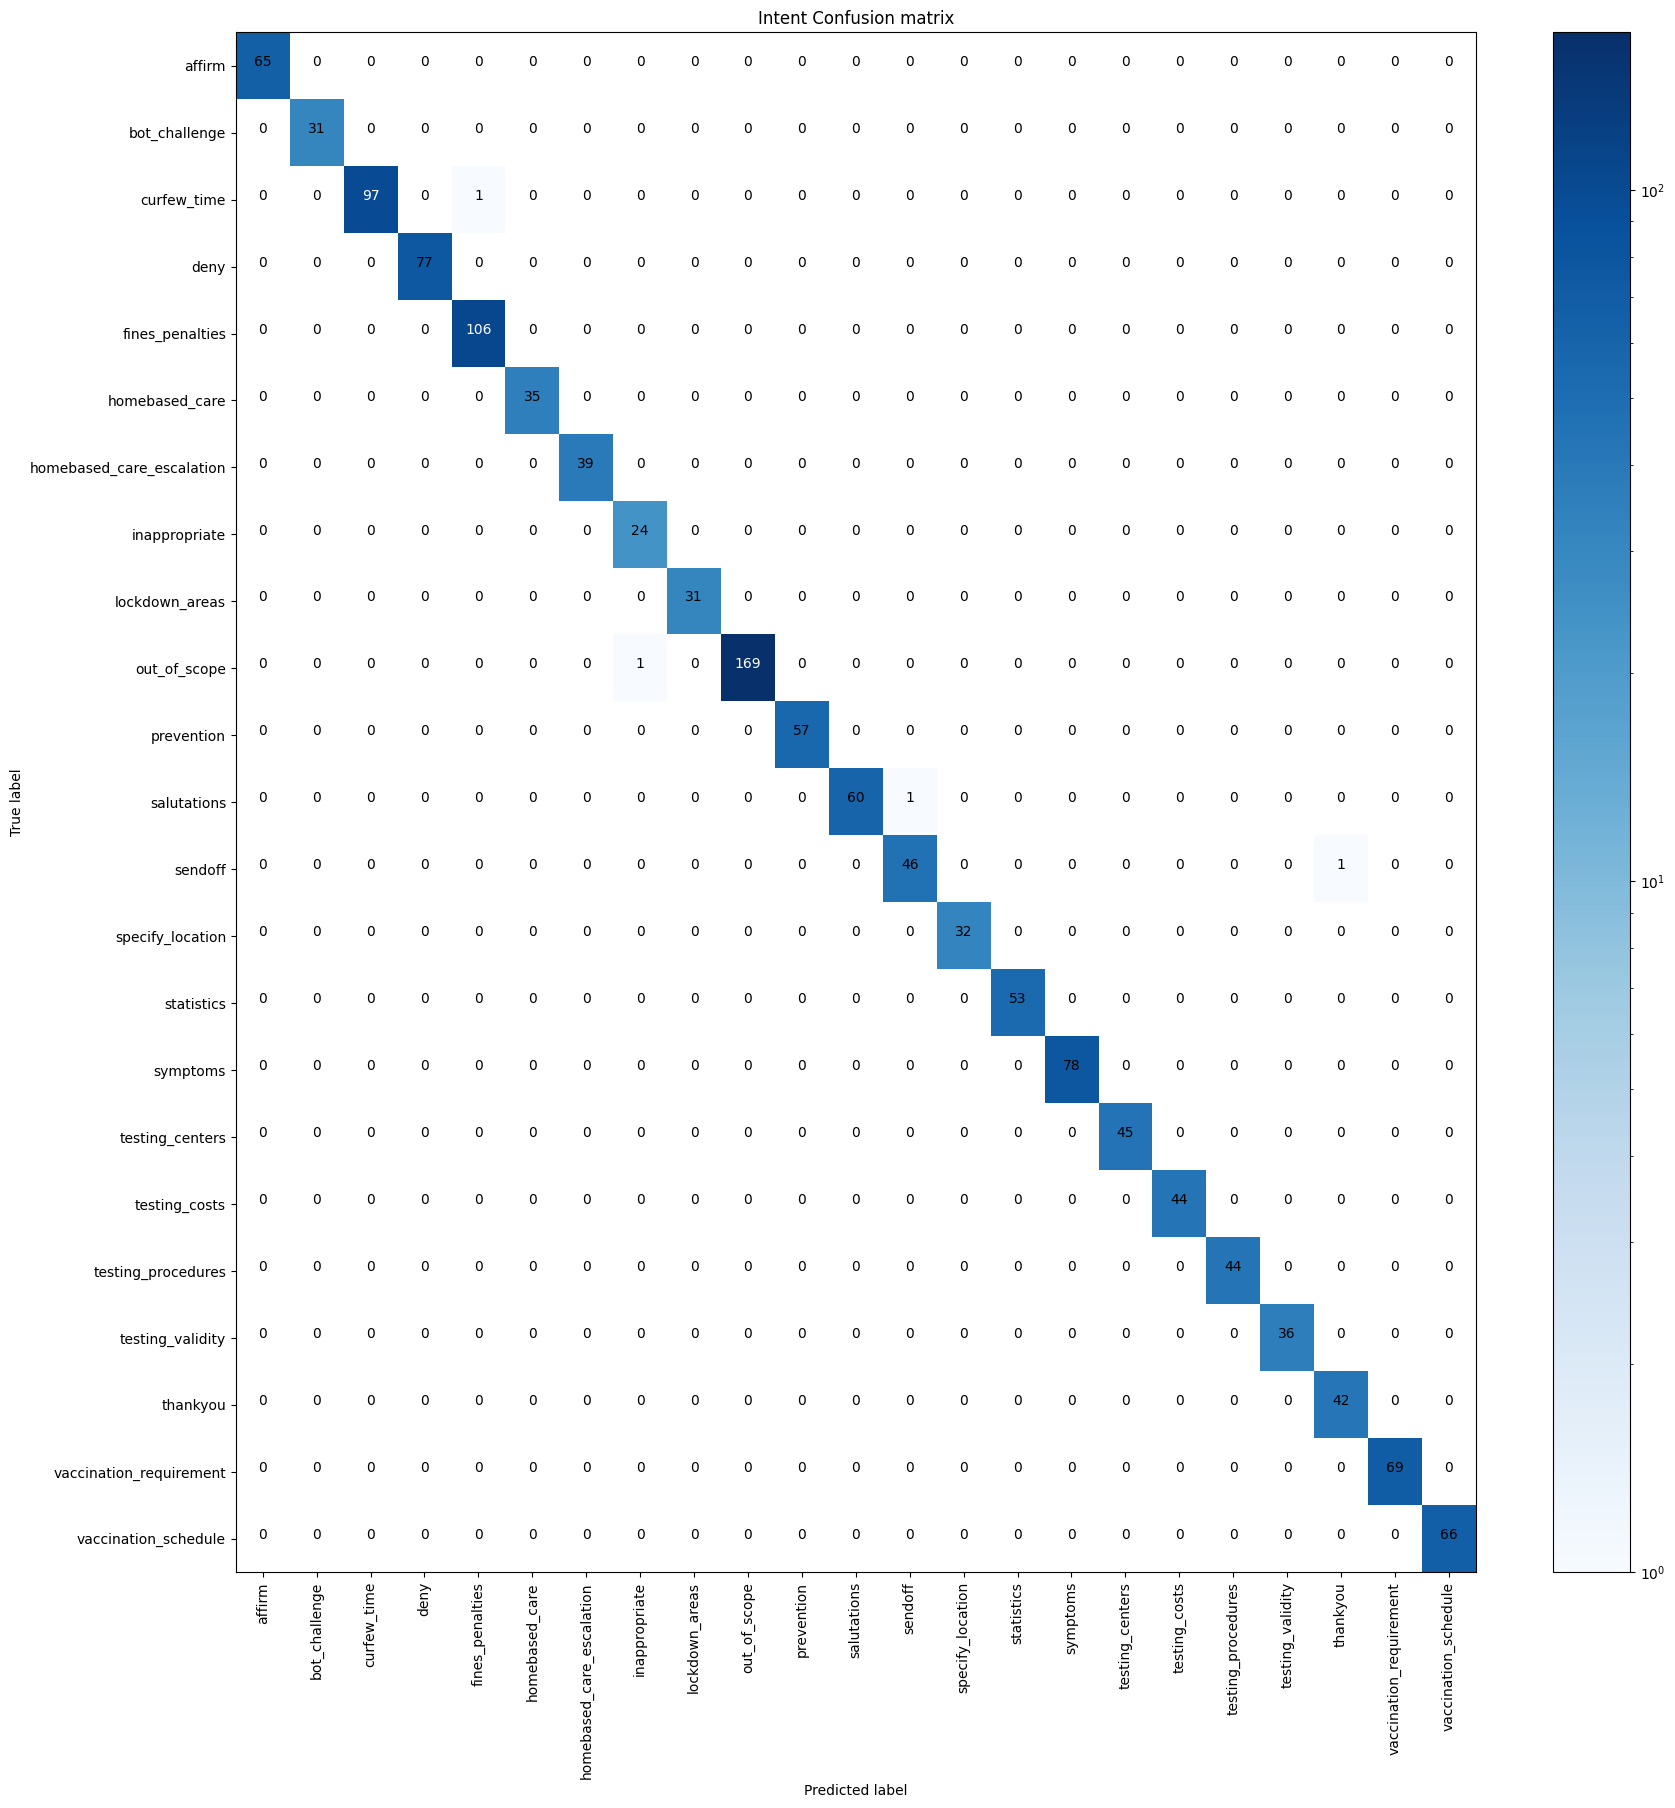 Intent Confusion matrix
affirm 65 0 0 0 0 0 0 0 0 0 0 0 0 0 0 0 0 0 0 0 0 0 0
bot_challenge 0 31 0 0 0 0 0 0 0 0 0 0 0 0 0 0 0 0 0 0 0 0 0
curfew_time 0 0 97 0 1 0 0 0 0 0 0 0 0 0 0 0 0 0 0 0 0 0 0
deny 0 0 0 77 0 0 0 0 0 0 0 0 0 0 0 0 0 0 0 0 0 0 0
fines_penalties 0 0 0 0 106 0 0 0 0 0 0 0 0 0 0 0 0 0 0 0 0 0 0
homebased_care 0 0 0 0 0 35 0 0 0 0 0 0 0 0 0 0 0 0 0 0 0 0 0
homebased_care_escalation 0 0 0 0 0 0 39 0 0 0 0 0 0 0 0 0 0 0 0 0 0 0 0
inappropriate 0 0 0 0 0 0 0 24 0 0 0 0 0 0 0 0 0 0 0 0 0 0 0
lockdown_areas 0 0 0 0 0 0 0 0 31 0 0 0 0 0 0 0 0 0 0 0 0 0 0
out_of_scope 0 0 0 0 0 0 0 1 0 169 0 0 0 0 0 0 0 0 0 0 0 0 0
prevention 0 0 0 0 0 0 0 0 0 0 57 0 0 0 0 0 0 0 0 0 0 0 0
salutations 0 0 0 0 0 0 0 0 0 0 0 60 1 0 0 0 0 0 0 0 0 0 0
sendoff 0 0 0 0 0 0 0 0 0 0 0 0 46 0 0 0 0 0 0 0 1 0 0
specify_location 0 0 0 0 0 0 0 0 0 0 0 0 0 32 0 0 0 0 0 0 0 0 0
statistics 0 0 0 0 0 0 0 0 0 0 0 0 0 0 53 0 0 0 0 0 0 0 0
symptoms 0 0 0 0 0 0 0 0 0 0 0 0 0 0 0 78 0 0 0 0 0 0 0
testing_centers 0 0 0 0 0 0 0 0 0 0 0 0 0 0 0 0 45 0 0 0 0 0 0
testing_costs 0 0 0 0 0 0 0 0 0 0 0 0 0 0 0 0 0 44 0 0 0 0 0
testing_procedures 0 0 0 0 0 0 0 0 0 0 0 0 0 0 0 0 0 0 44 0 0 0 0
testing_validity 0 0 0 0 0 0 0 0 0 0 0 0 0 0 0 0 0 0 0 36 0 0 0
thankyou 0 0 0 0 0 0 0 0 0 0 0 0 0 0 0 0 0 0 0 0 42 0 0
vaccination_requirement 0 0 0 0 0 0 0 0 0 0 0 0 0 0 0 0 0 0 0 0 0 69 0
vaccination_schedule 0 0 0 0 0 0 0 0 0 0 0 0 0 0 0 0 0 0 0 0 0 0 66
True label
affirm
bot_challenge
curfew_time
deny
fines_penalties
homebased_care
homebased_care_escalation
inappropriate
lockdown_areas
out_of_scope
prevention
salutations
sendoff
specify_location
statistics
symptoms
testing_centers
testing_costs
testing_procedures
testing_validity
thankyou
vaccination_requirement
vaccination_schedule
Predicted label
10²
10¹
10⁰